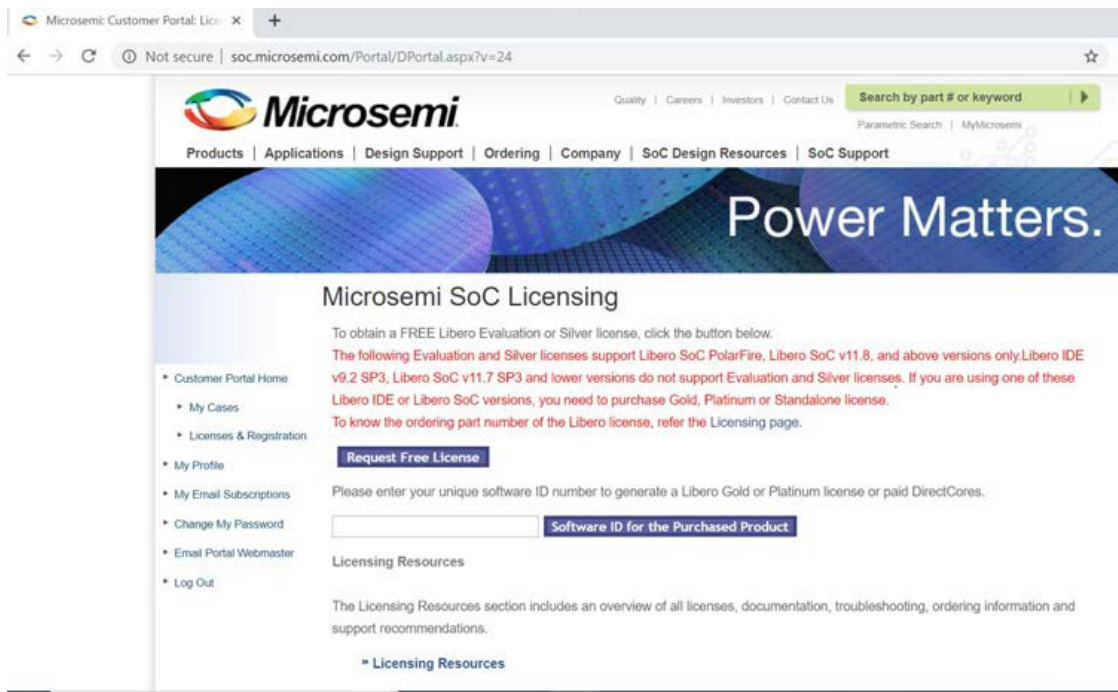 Microsemi: Customer Portal: Lice
Not secure | soc.microsemi.com/Portal/DPortal.aspx?v=24
Microsemi
Quality | Careers | Investors | Contact Us
Search by part # or keyword
Parametric Search | MyMicrosemi
Products | Applications | Design Support | Ordering | Company | SoC Design Resources | SoC Support
Power Matters.
Microsemi SoC Licensing
To obtain a FREE Libero Evaluation or Silver license, click the button below.
The following Evaluation and Silver licenses support Libero SoC PolarFire, Libero SoC v11.8, and above versions only.Libero IDE
v9.2 SP3, Libero SoC v11.7 SP3 and lower versions do not support Evaluation and Silver licenses. If you are using one of these
Libero IDE or Libero SoC versions, you need to purchase Gold, Platinum or Standalone
license.
To know the ordering part number of the Libero license, refer the Licensing page.
Customer Portal Home
My Cases
Licenses & Registration
My Profile
My Email Subscriptions
Change My Password
Email Portal Webmaster
Log Out
Request Free License
Please enter your unique software ID number to generate a Libero Gold or Platinum license or paid DirectCores.
Software ID for the Purchased Product
Licensing Resources
The Licensing Resources section includes an overview of all licenses, documentation, troubleshooting, ordering information and
support recommendations.
» Licensing Resources